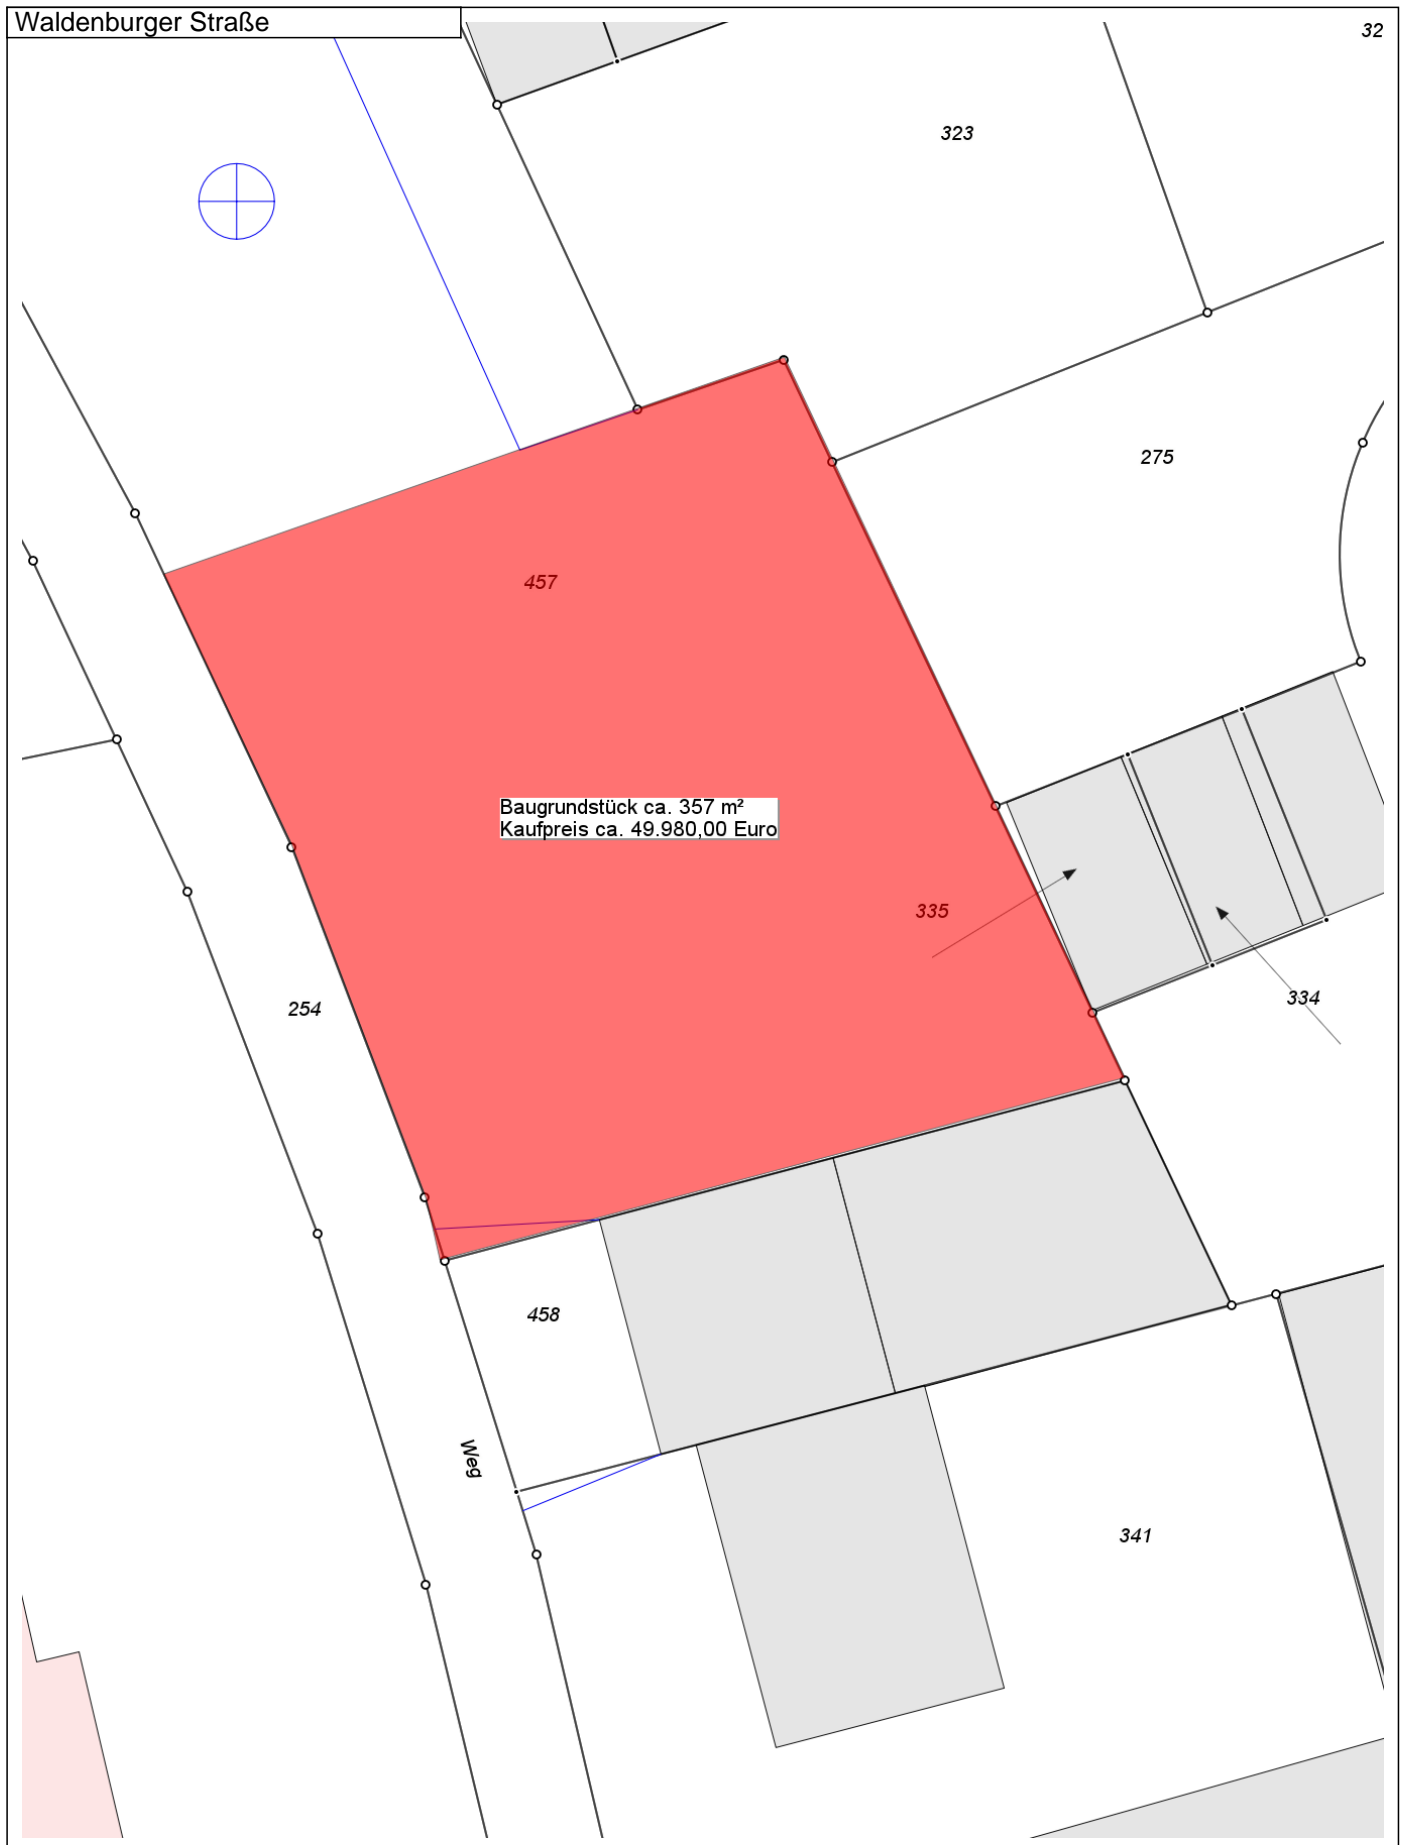 Waldenburger Straße
32
323
275
457
Baugrundstück ca. 357 m²
Kaufpreis ca. 49.980,00 Euro
335
334
254
458
Weg
341